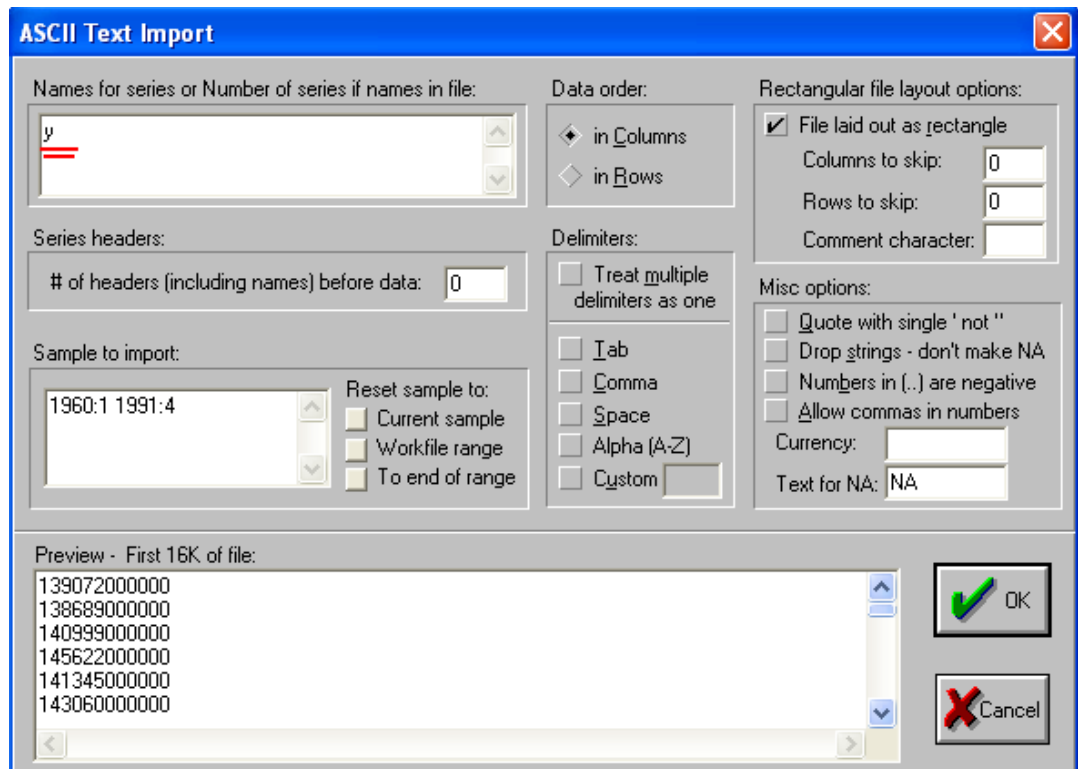 ASCII Text Import
Names for series or Number of series if names in file:
y
Series headers:
# of headers (including names) before data: 0
Sample to import:
1960:1 1991:4
Reset sample to:
Current sample
Workfile range
To end of range
Data order:
in Columns
in Rows
Delimiters:
Treat multiple
delimiters as one
Tab
Comma
Space
Alpha (A-Z)
Custom
Rectangular file layout options:
File laid out as rectangle
Columns to skip: 0
Rows to skip: 0
Comment character:
Misc options:
Quote with single ' not "
Drop strings - don't make NA
Numbers in (..) are negative
Allow commas in numbers
Currency:
Text for NA: NA
Preview - First 16K of file:
139072000000
138689000000
140999000000
145622000000
141345000000
143060000000
OK
Cancel